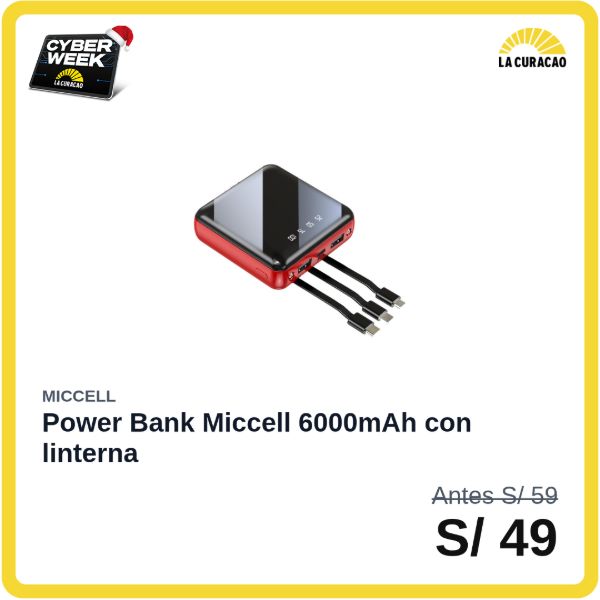 CYBER
WEEK
LA CURACAO
LA CURACAO
MICCELL
Power Bank Miccell 6000mAh con
linterna
Antes S/ 59
S/ 49